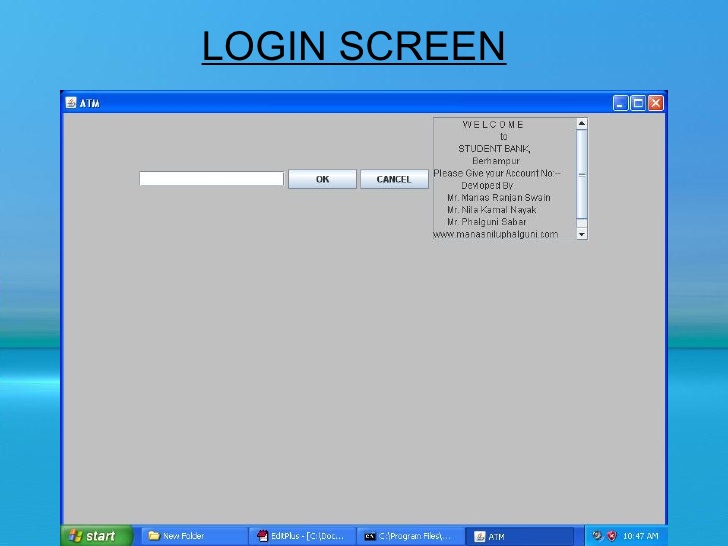 LOGIN SCREEN
ATM
OK
CANCEL
W E L C O M E
to
STUDENT BANK,
Berhampur
Please Give your Account No:--
Devloped By
Mr. Manas Ranjan Swain
Mr. Nila Kamal Nayak
Mr. Phalguni Sabar
www.manasniluphalguni.com
start
New Folder
EditPlus - [C:\Doc...
C:\Program Files\...
ATM
10:47 AM